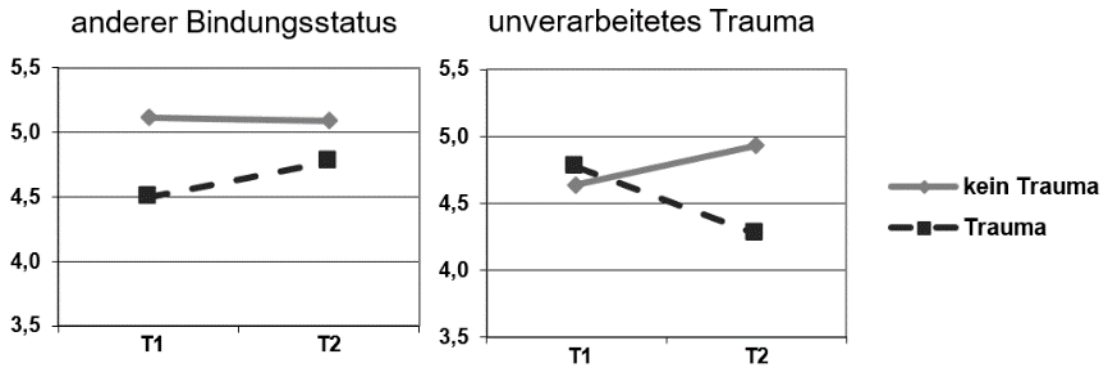 anderer Bindungsstatus
5,5
5,0
4,5
4,0
3,5
T1 T2
unverarbeitetes Trauma
5,5
5,0
4,5
4,0
3,5
T1 T2
kein Trauma
Trauma